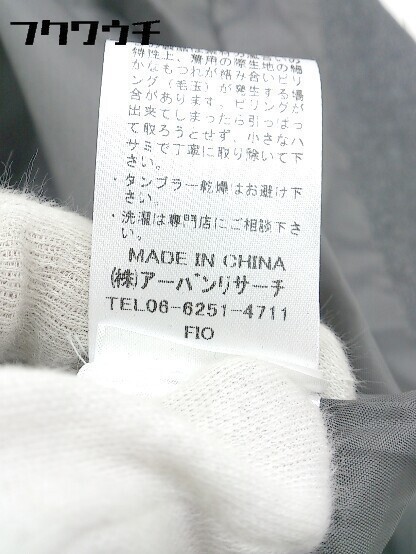 フクウクチ
特性上、着用の際生地の細
かなもつれが絡み合いピリ
ング（毛玉）が発生する場
合があります。ピリングが
出来てしまったら引っぱっ
て取ろうとせず、小さなハ
サミで丁寧に取り除いて下
さい。
・タンブラー乾燥はお避け下
さい。
・洗濯は専門店にご相談下さ
い。
MADE IN CHINA
(株)アーバンリサーチ
TEL06-6251-4711
FIO